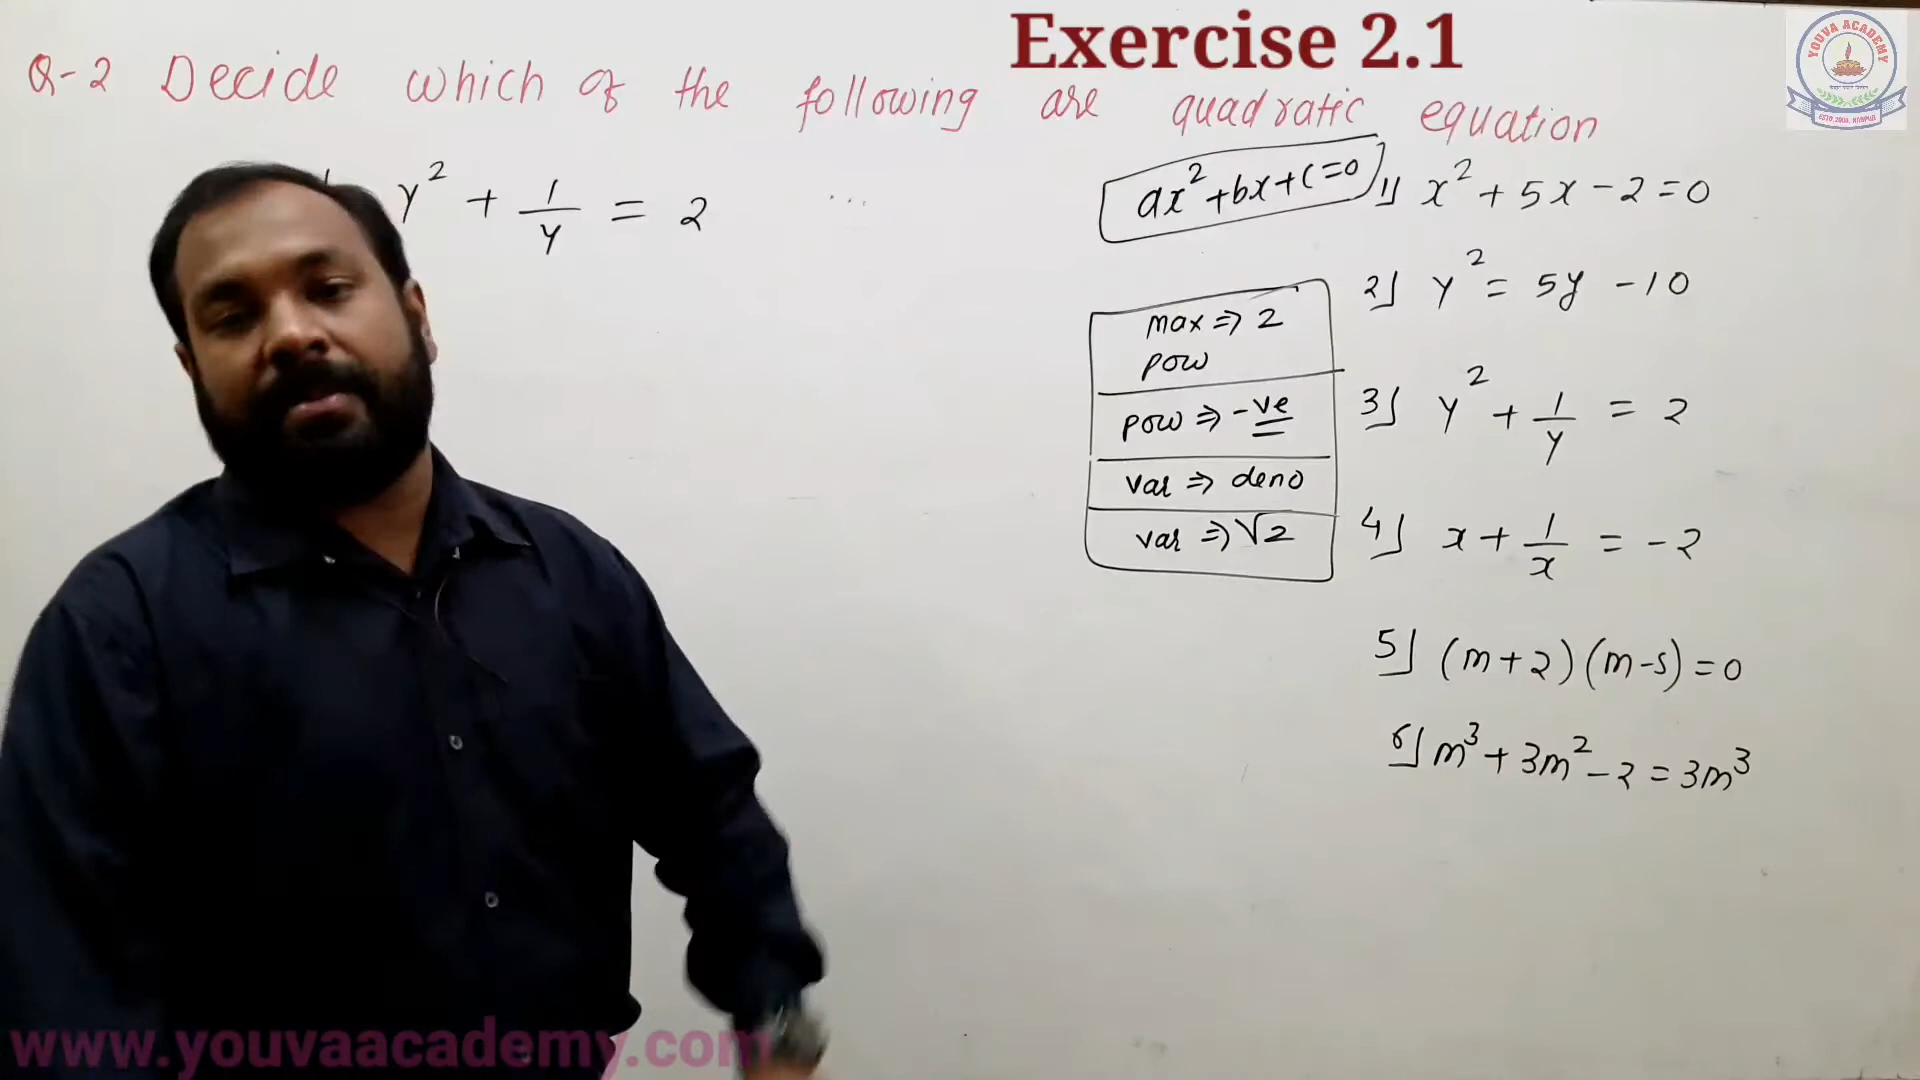 Exercise 2.1
Q-2 Decide which of the following are quadratic equation
y² + 1/y = 2 ...
ax²+bx+c=0
max ⇒ 2
pow
pow ⇒ -ve
var ⇒ deno
var ⇒ √2
1) x² + 5x - 2 = 0
2) y² = 5y - 10
3) y² + 1/y = 2
4) x + 1/x = -2
5) (m+2)(m-5) = 0
6) m³ + 3m² - 2 = 3m³
YOUVA ACADEMY
www.youvaacademy.com